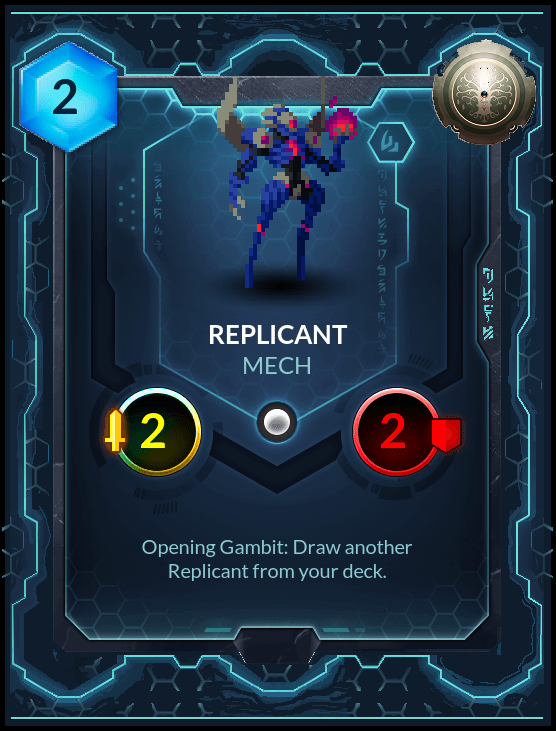 2
REPLICANT
MECH
2
2
Opening Gambit: Draw another
Replicant from your deck.